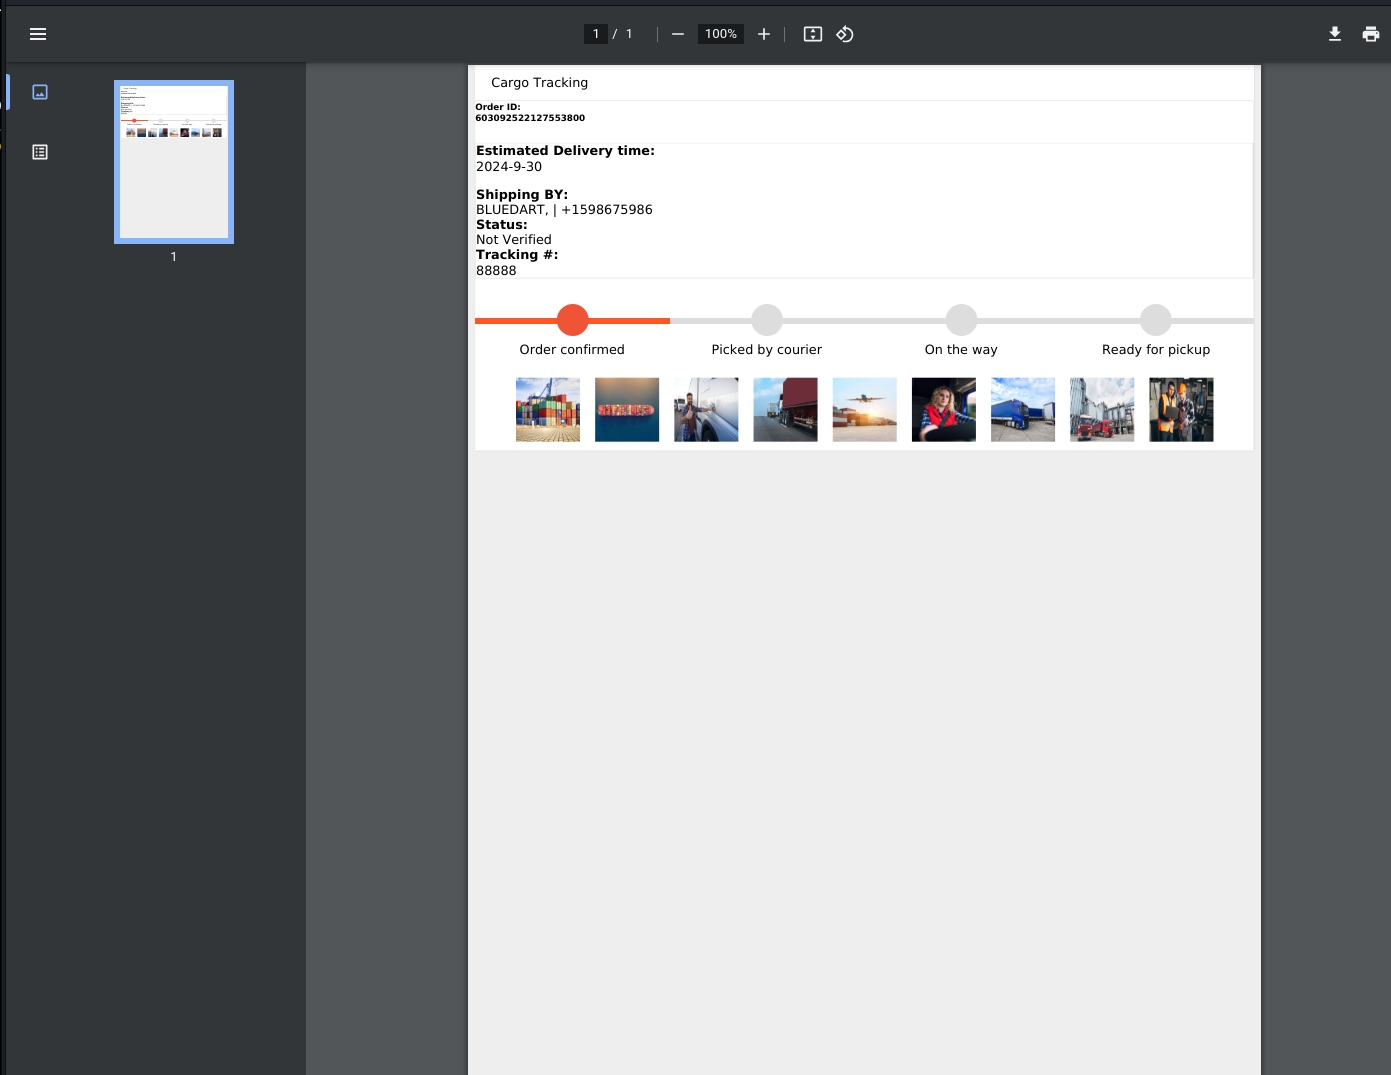 1 / 1
100%
1
Cargo Tracking
Order ID:
603092522127553800
Estimated Delivery time:
2024-9-30
Shipping BY:
BLUEDART, | +1598675986
Status:
Not Verified
Tracking #:
88888
Order confirmed
Picked by courier
On the way
Ready for pickup